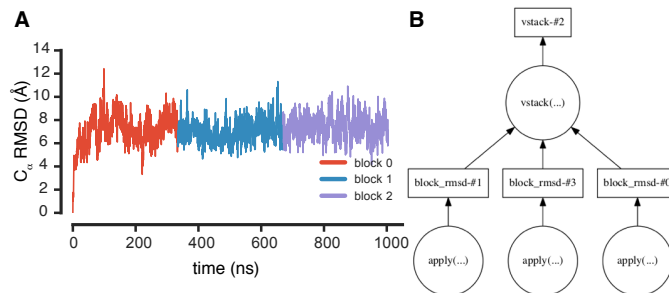 A
14
12
10
8
6
4
2
0
Cα RMSD (Å)
block 0
block 1
block 2
0
200
400
600
800
1000
time (ns)
B
vstack-#2
vstack(...)
block_rmsd-#1
block_rmsd-#3
block_rmsd-#0
apply(...)
apply(...)
apply(...)